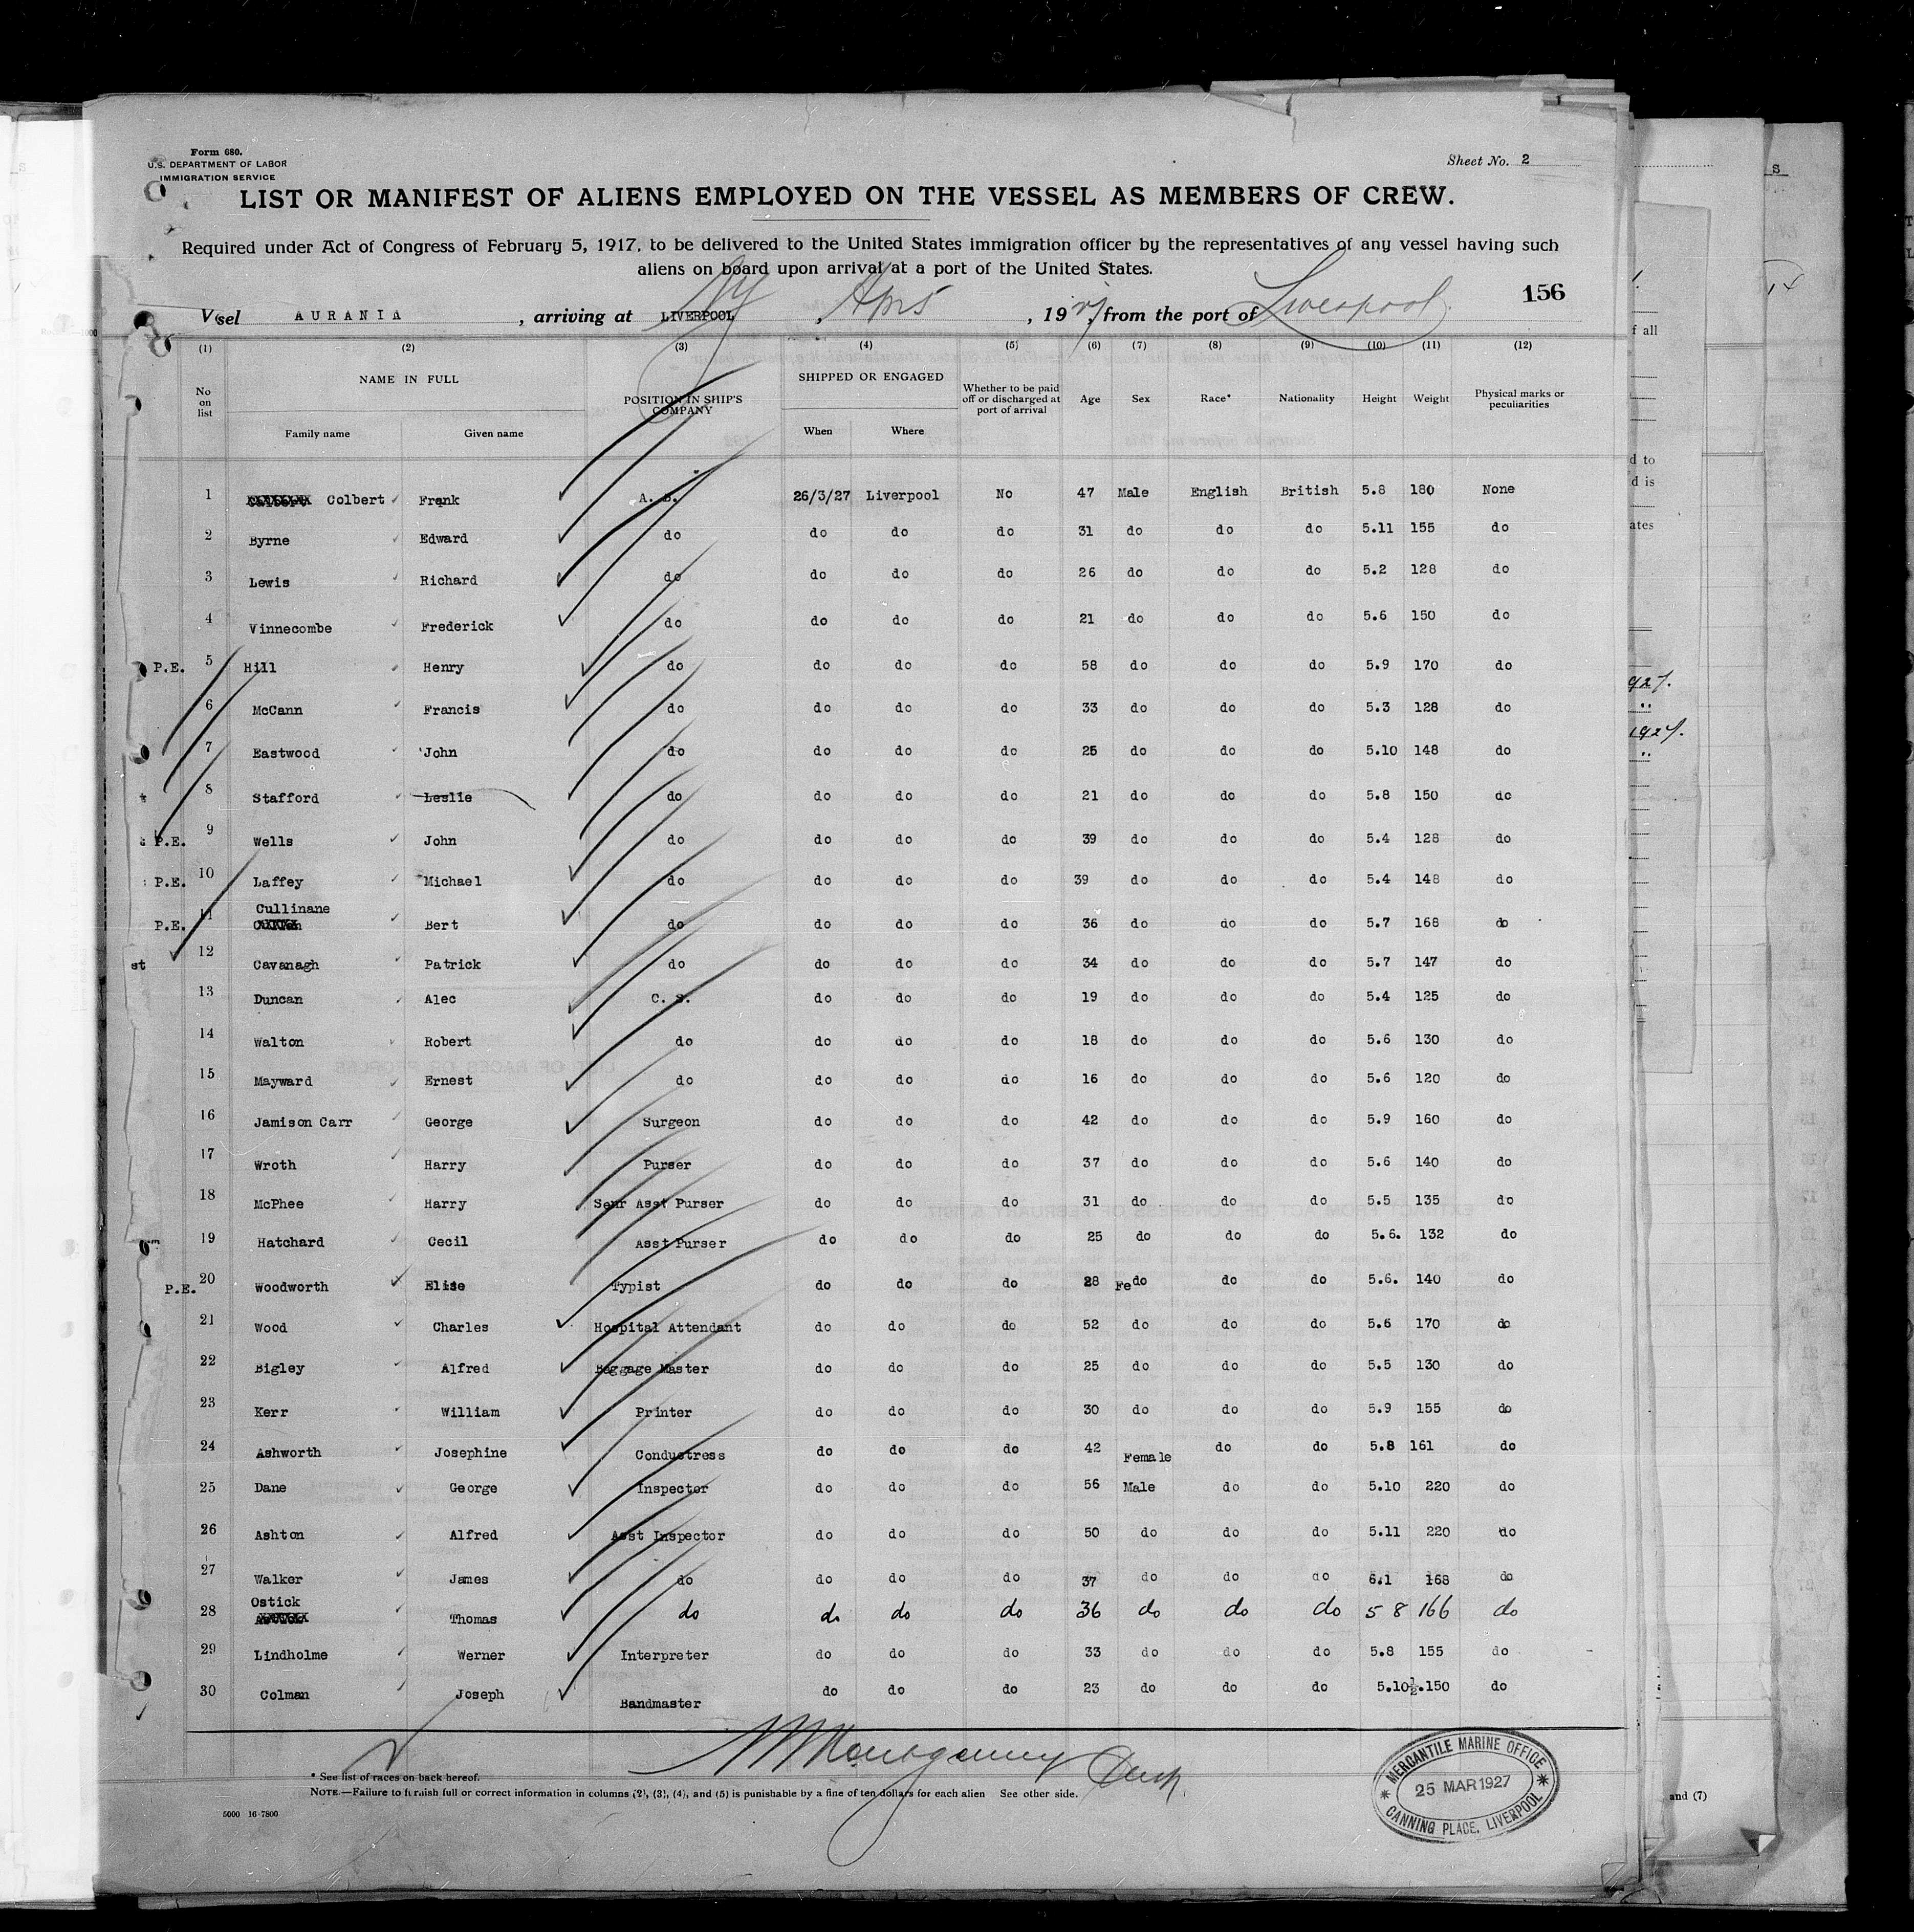 Form 680.
U.S. DEPARTMENT OF LABOR
IMMIGRATION SERVICE
Sheet No. 2
LIST OR MANIFEST OF ALIENS EMPLOYED ON THE VESSEL AS MEMBERS OF CREW.
Required under Act of Congress of February 5, 1917, to be delivered to the United States immigration officer by the representatives of any vessel having such
aliens on board upon arrival at a port of the United States.
156
Vessel AURANIA, arriving at LIVERPOOL NY, Apr 5, 1927, from the port of Liverpool
(1) (2) (3) (4) (5) (6) (7) (8) (9) (10) (11) (12)
No on list NAME IN FULL Family name Given name POSITION IN SHIP'S COMPANY SHIPPED OR ENGAGED When Where Whether to be paid off or discharged at port of arrival Age Sex Race* Nationality Height Weight Physical marks or peculiarities
1 Colbert Frank A. B. 26/3/27 Liverpool No 47 Male English British 5.8 180 None
2 Byrne Edward do do do do 31 do do do 5.11 155 do
3 Lewis Richard do do do do 26 do do do 5.2 128 do
4 Vinnecombe Frederick do do do do 21 do do do 5.6 150 do
P.E. 5 Hill Henry do do do do 58 do do do 5.9 170 do
6 McCann Francis do do do do 33 do do do 5.3 128 do
7 Eastwood John do do do do 25 do do do 5.10 148 do
8 Stafford Leslie do do do do 21 do do do 5.8 150 do
P.E. 9 Wells John do do do do 39 do do do 5.4 128 do
P.E. 10 Laffey Michael do do do do 39 do do do 5.4 148 do
P.E. 11 Cullinane Bert do do do do 36 do do do 5.7 168 do
st 12 Cavanagh Patrick do do do do 34 do do do 5.7 147 do
13 Duncan Alec C. S. do do do 19 do do do 5.4 125 do
14 Walton Robert do do do do 18 do do do 5.6 130 do
15 Mayward Ernest do do do do 16 do do do 5.6 120 do
16 Jamison Carr George Surgeon do do do 42 do do do 5.9 160 do
17 Wroth Harry Purser do do do 37 do do do 5.6 140 do
18 McPhee Harry Senr Asst Purser do do do 31 do do do 5.5 135 do
19 Hatchard Cecil Asst Purser do do do 25 do do do 5.6. 132 do
P.E. 20 Woodworth Elise Typist do do do 28 Fe do do do 5.6. 140 do
21 Wood Charles Hospital Attendant do do do 52 do do do 5.6 170 do
22 Bigley Alfred Baggage Master do do do 25 do do do 5.5 130 do
23 Kerr William Printer do do do 30 do do do 5.9 155 do
24 Ashworth Josephine Conductress do do do 42 Female do do 5.8 161 do
25 Dane George Inspector do do do 56 Male do do 5.10 220 do
26 Ashton Alfred Asst Inspector do do do 50 do do do 5.11 220 do
27 Walker James do do do do 37 do do do 6.1 168 do
28 Ostick Thomas do do do do 36 do do do 5 8 166 do
29 Lindholme Werner Interpreter do do do 33 do do do 5.8 155 do
30 Colman Joseph Bandmaster do do do 23 do do do 5.10½.150 do
* See list of races on back hereof.
NOTE.—Failure to furnish full or correct information in columns (2), (3), (4), and (5) is punishable by a fine of ten dollars for each alien See other side.
5000 16-7800
MERCANTILE MARINE OFFICE
25 MAR 1927
CANNING PLACE, LIVERPOOL
f all
d to
d is
ates
927.
1927.
and (7)